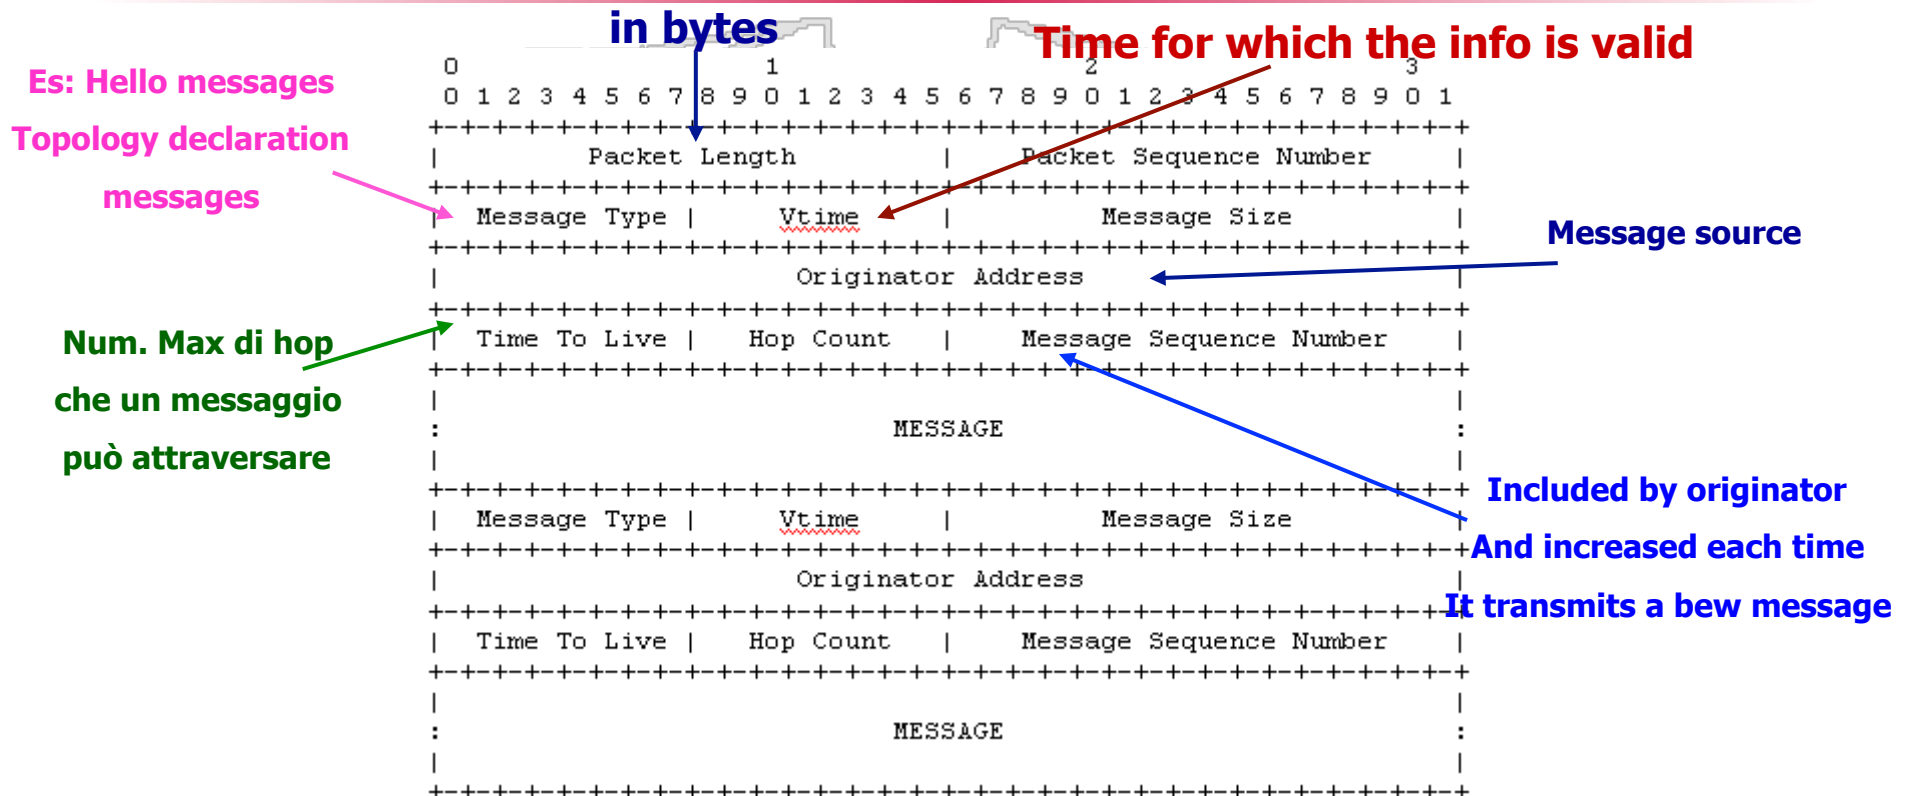 in bytes
Time for which the info is valid
Es: Hello messages
Topology declaration
messages
0 1 2 3
0 1 2 3 4 5 6 7 8 9 0 1 2 3 4 5 6 7 8 9 0 1 2 3 4 5 6 7 8 9 0 1
+-+-+-+-+-+-+-+-+-+-+-+-+-+-+-+-+-+-+-+-+-+-+-+-+-+-+-+-+-+-+-+-+
| Packet Length | Packet Sequence Number |
+-+-+-+-+-+-+-+-+-+-+-+-+-+-+-+-+-+-+-+-+-+-+-+-+-+-+-+-+-+-+-+-+
| Message Type | Vtime | Message Size |
+-+-+-+-+-+-+-+-+-+-+-+-+-+-+-+-+-+-+-+-+-+-+-+-+-+-+-+-+-+-+-+-+
| Originator Address |
+-+-+-+-+-+-+-+-+-+-+-+-+-+-+-+-+-+-+-+-+-+-+-+-+-+-+-+-+-+-+-+-+
| Time To Live | Hop Count | Message Sequence Number |
+-+-+-+-+-+-+-+-+-+-+-+-+-+-+-+-+-+-+-+-+-+-+-+-+-+-+-+-+-+-+-+-+
| |
: MESSAGE :
| |
+-+-+-+-+-+-+-+-+-+-+-+-+-+-+-+-+-+-+-+-+-+-+-+-+-+-+-+-+-+-+-+-+
| Message Type | Vtime | Message Size |
+-+-+-+-+-+-+-+-+-+-+-+-+-+-+-+-+-+-+-+-+-+-+-+-+-+-+-+-+-+-+-+-+
| Originator Address |
+-+-+-+-+-+-+-+-+-+-+-+-+-+-+-+-+-+-+-+-+-+-+-+-+-+-+-+-+-+-+-+-+
| Time To Live | Hop Count | Message Sequence Number |
+-+-+-+-+-+-+-+-+-+-+-+-+-+-+-+-+-+-+-+-+-+-+-+-+-+-+-+-+-+-+-+-+
| |
: MESSAGE :
| |
+-+-+-+-+-+-+-+-+-+-+-+-+-+-+-+-+-+-+-+-+-+-+-+-+-+-+-+-+-+-+-+-+
Message source
Num. Max di hop
che un messaggio
può attraversare
Included by originator
And increased each time
It transmits a bew message